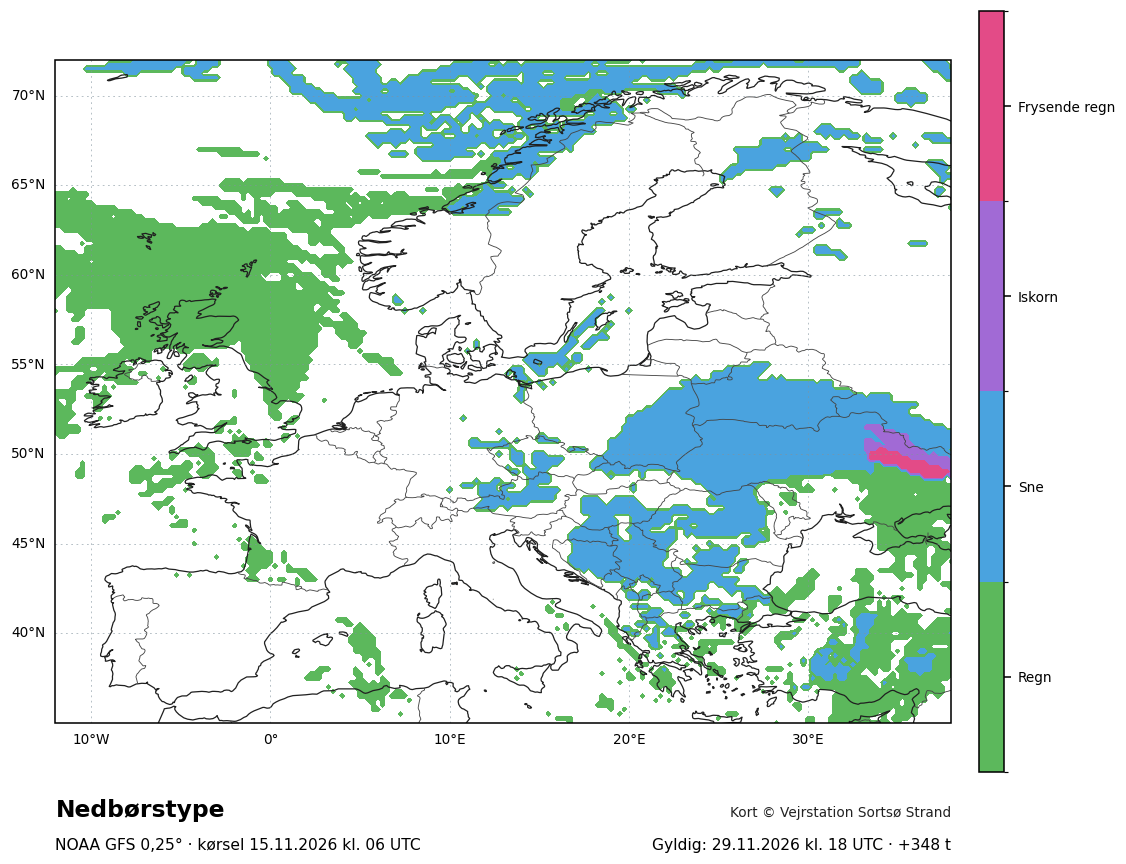 70°N
65°N
60°N
55°N
50°N
45°N
40°N
10°W
0°
10°E
20°E
30°E
Frysende regn
Iskorn
Sne
Regn
Nedbørstype
Kort © Vejrstation Sortsø Strand
NOAA GFS 0,25° · kørsel 15.11.2026 kl. 06 UTC
Gyldig: 29.11.2026 kl. 18 UTC · +348 t